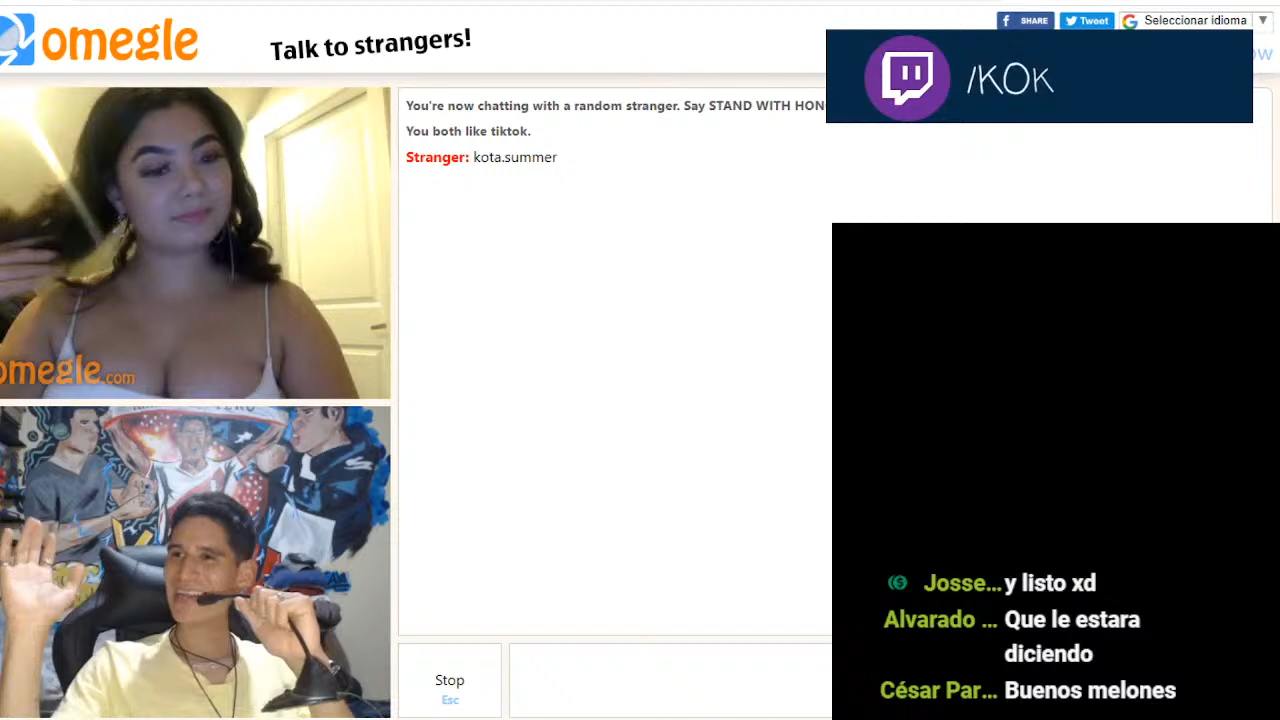 omegle
Talk to strangers!
SHARE
Tweet
Seleccionar idioma
/KOK
You're now chatting with a random stranger. Say STAND WITH
You both like tiktok.
Stranger: kota.summer
omegle.com
Stop
Esc
Josse… y listo xd
Alvarado … Que le estara
diciendo
César Par… Buenos melones